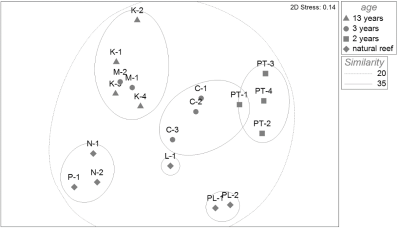 2D Stress: 0.14
age
13 years
3 years
2 years
natural reef
Similarity
20
35
K-2
K-1
M-2
M-1
K-3
K-4
PT-3
C-1
PT-1
PT-4
C-2
PT-2
C-3
N-1
L-1
P-1
N-2
PL-1
PL-2